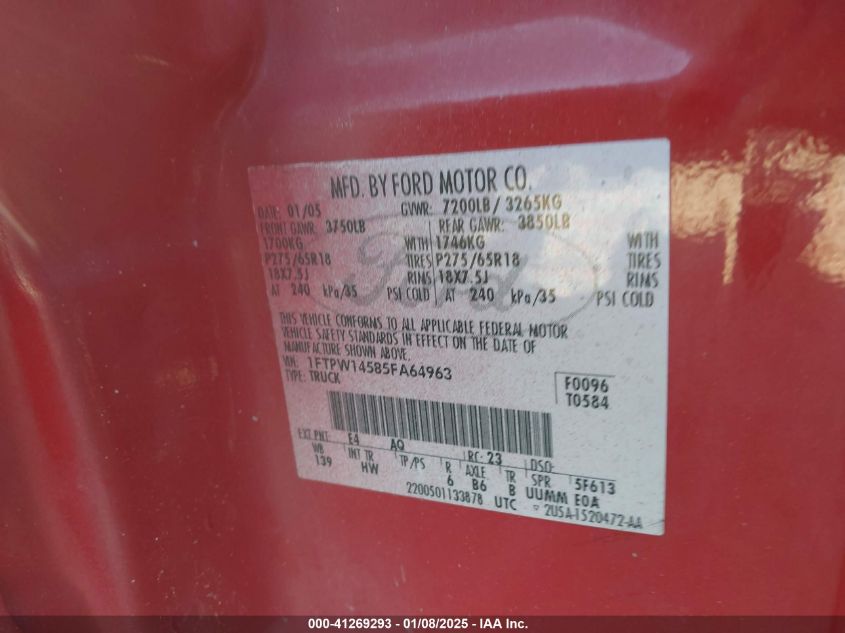 MFD. BY FORD MOTOR CO.
DATE: 01/05 GVWR: 7200LB / 3265KG
FRONT GAWR: 3750LB REAR GAWR: 3850LB
1700KG WITH 1746KG WITH
P275/65R18 TIRES P275/65R18 TIRES
18X7.5J RIMS 18X7.5J RIMS
AT 240 kPa/35 PSI COLD AT 240 kPa/35 PSI COLD
THIS VEHICLE CONFORMS TO ALL APPLICABLE FEDERAL MOTOR
VEHICLE SAFETY STANDARDS IN EFFECT ON THE DATE OF
MANUFACTURE SHOWN ABOVE.
VIN: 1FTPW14585FA64963
TYPE: TRUCK
F0096
T0584
EXT PNT: E4 AQ RC: 23 DSO:
WB INT TR TP/PS R AXLE TR SPR 5F613
139 HW 6 B6 B UUMM EOA
2200501133878 UTC 2U5A-1520472-AA
Ford
000-41269293 - 01/08/2025 - IAA Inc.